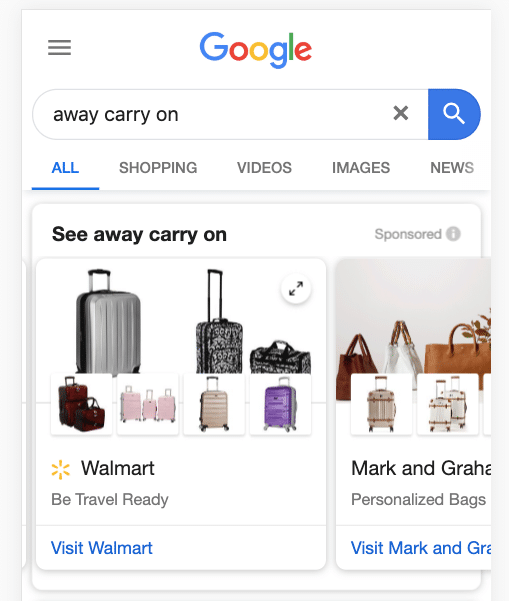 Google
away carry on
ALL SHOPPING VIDEOS IMAGES NEWS
See away carry on Sponsored
Walmart
Be Travel Ready
Visit Walmart
Mark and Graha
Personalized Bags
Visit Mark and Gra